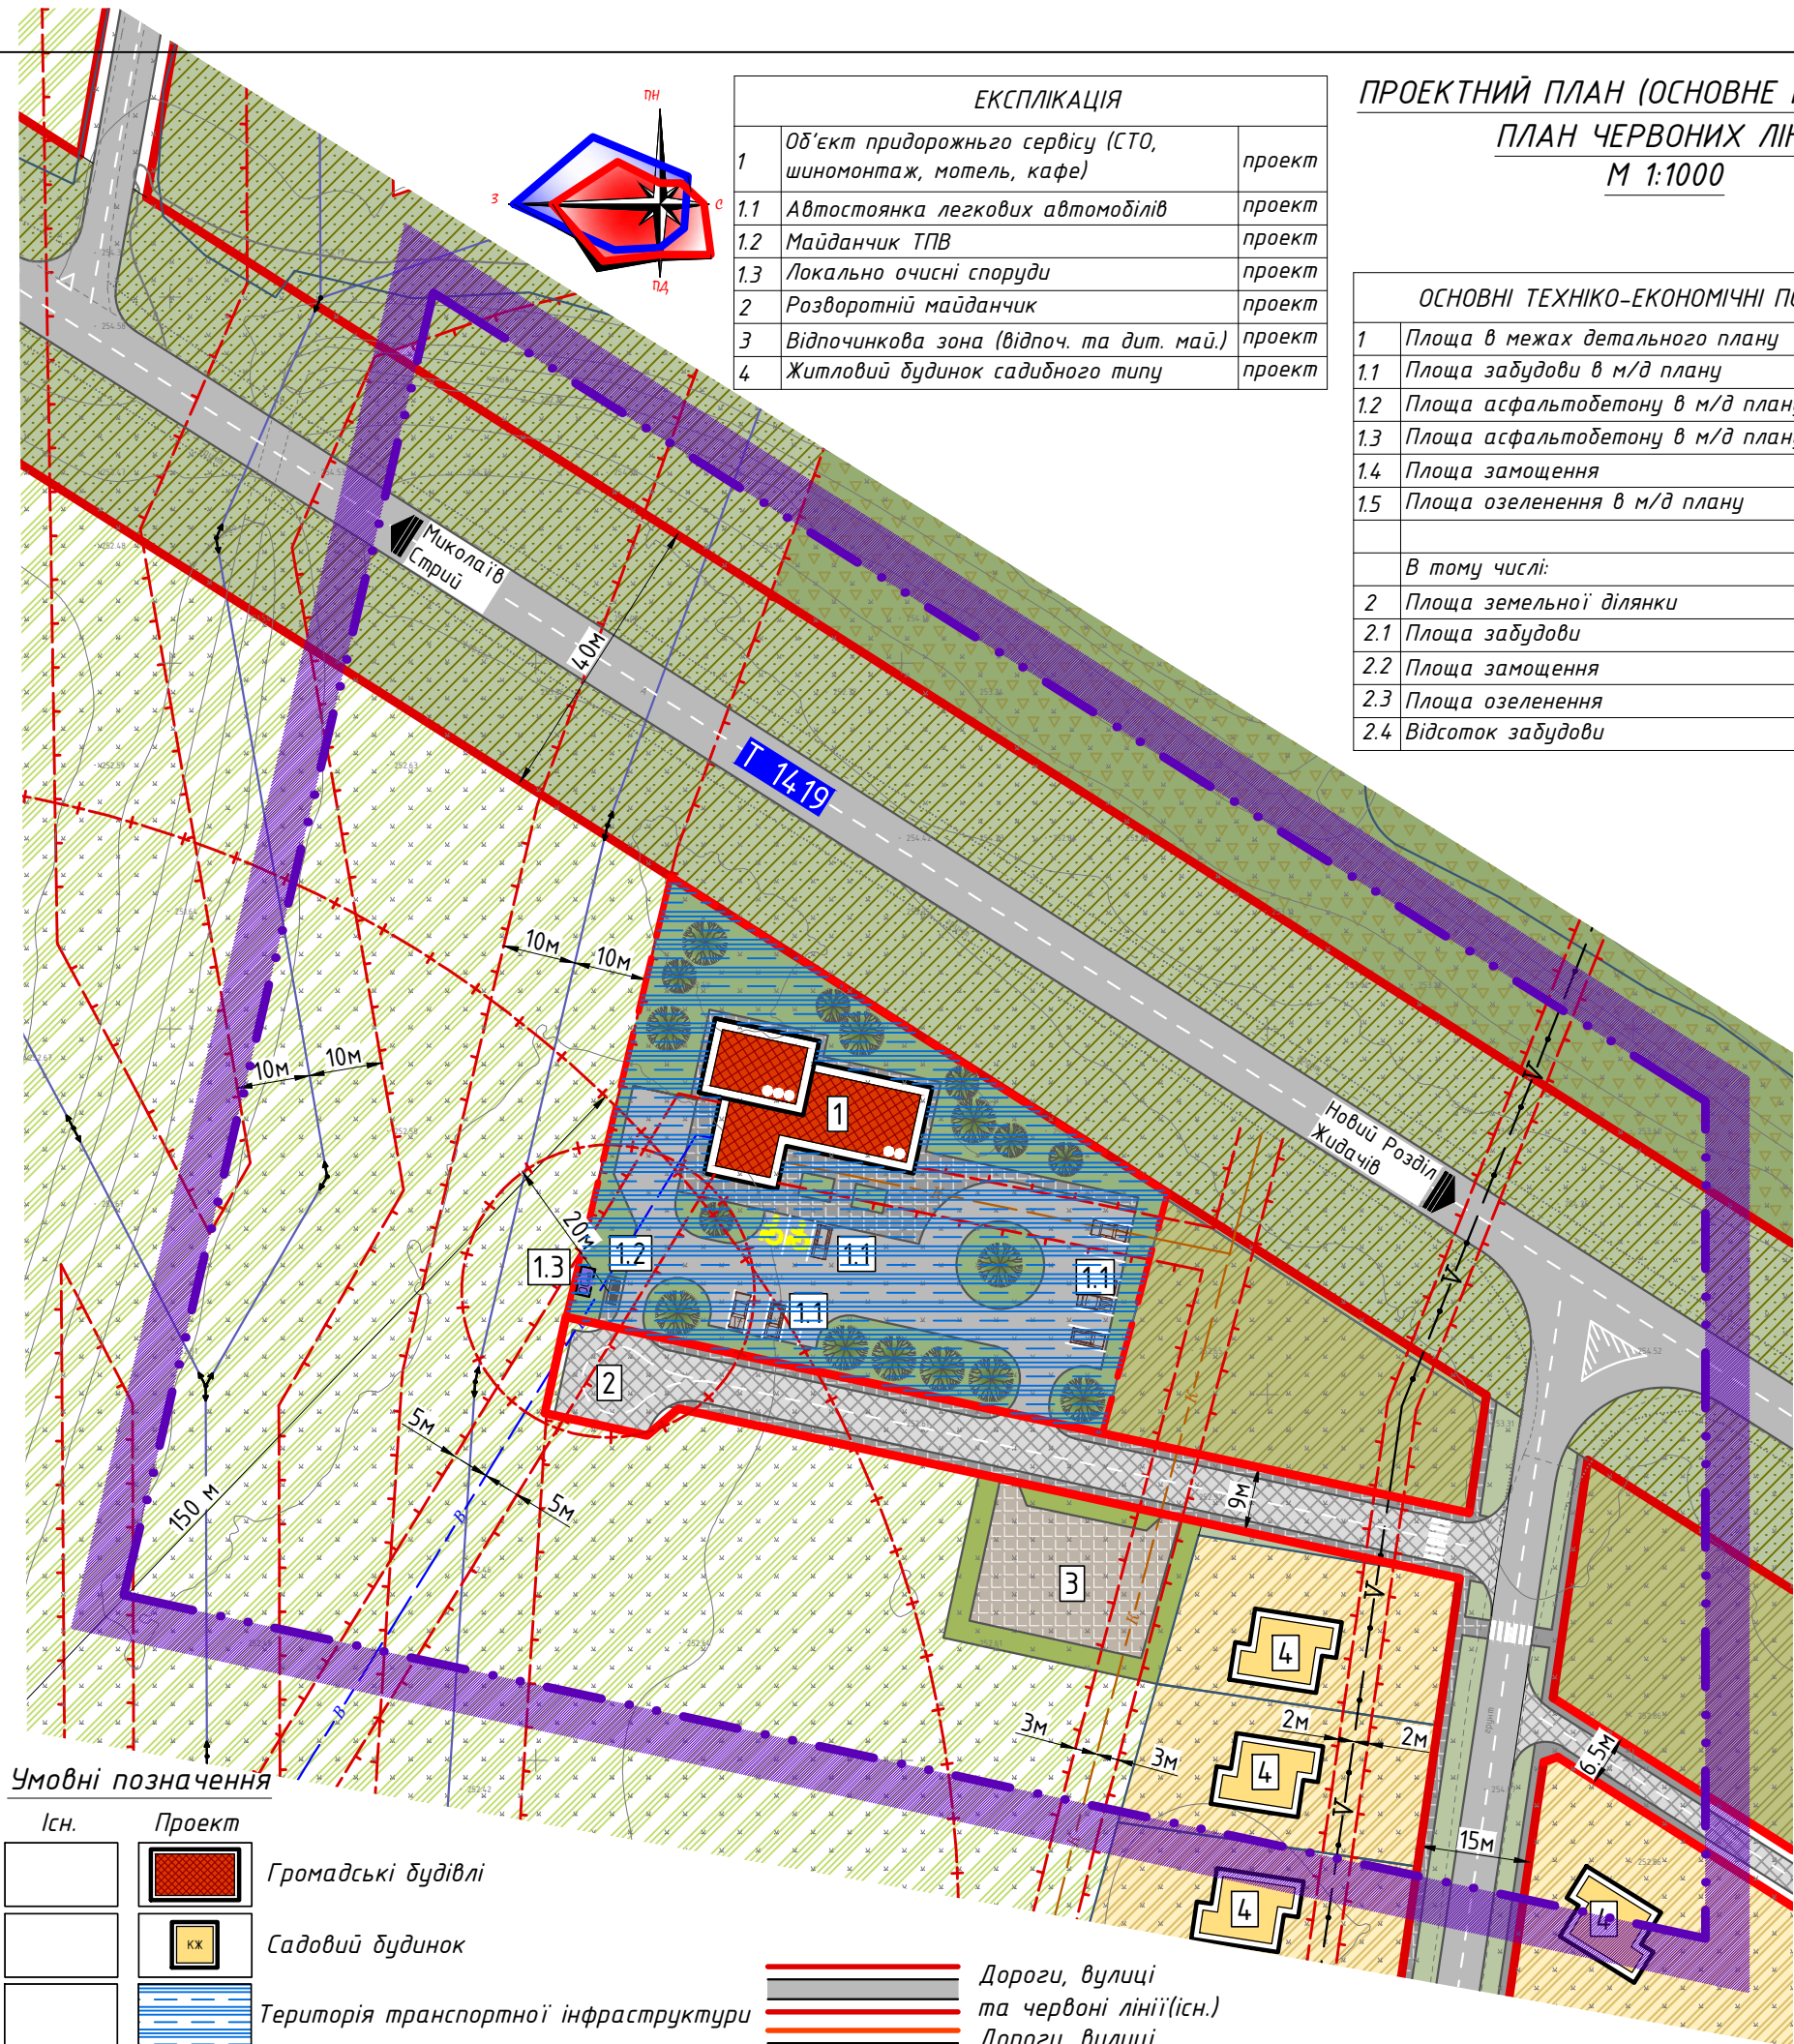 ПРОЕКТНИЙ ПЛАН (ОСНОВНЕ
ПЛАН ЧЕРВОНИХ ЛІН
М 1:1000
ПН
З
С
ПД
ЕКСПЛІКАЦІЯ
1 Об'єкт придорожнього сервісу (СТО,
шиномонтаж, мотель, кафе) проект
1.1 Автостоянка легкових автомобілів проект
1.2 Майданчик ТПВ проект
1.3 Локально очисні споруди проект
2 Розворотній майданчик проект
3 Відпочинкова зона (відпоч. та дит. май.) проект
4 Житловий будинок садибного типу проект
ОСНОВНІ ТЕХНІКО-ЕКОНОМІЧНІ ПО
1 Площа в межах детального плану
1.1 Площа забудови в м/д плану
1.2 Площа асфальтобетону в м/д плану
1.3 Площа асфальтобетону в м/д плану
1.4 Площа замощення
1.5 Площа озеленення в м/д плану
В тому числі:
2 Площа земельної ділянки
2.1 Площа забудови
2.2 Площа замощення
2.3 Площа озеленення
2.4 Відсоток забудови
Миколаїв
Стрий
40м
Т 1419
10м
10м
10м
10м
1
Новий Розділ
Жидачів
20м
1.3
1.2
1.1
1.1
1.1
2
5м
5м
150 м
9м
3
В
В
К
К
К
4
4
4
4
3м
3м
2м
2м
6.5м
15м
ґрунт
Умовні позначення
Існ.
Проект
Громадські будівлі
КЖ
Садовий будинок
Територія транспортної інфраструктури
Дороги, вулиці
та червоні лінії(існ.)
Дороги, вулиці